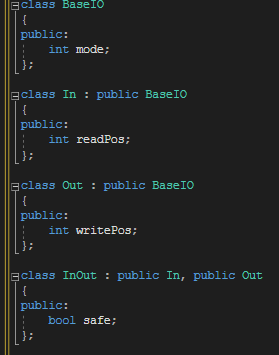 class BaseIO
{
public:
    int mode;
};

class In : public BaseIO
{
public:
    int readPos;
};

class Out : public BaseIO
{
public:
    int writePos;
};

class InOut : public In, public Out
{
public:
    bool safe;
};